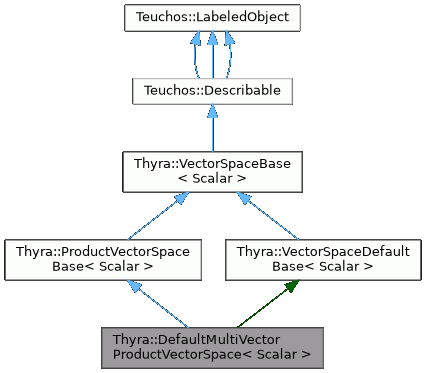 Teuchos::LabeledObject
Teuchos::Describable
Thyra::VectorSpaceBase
< Scalar >
Thyra::ProductVectorSpace
Base< Scalar >
Thyra::VectorSpaceDefault
Base< Scalar >
Thyra::DefaultMultiVector
ProductVectorSpace< Scalar >